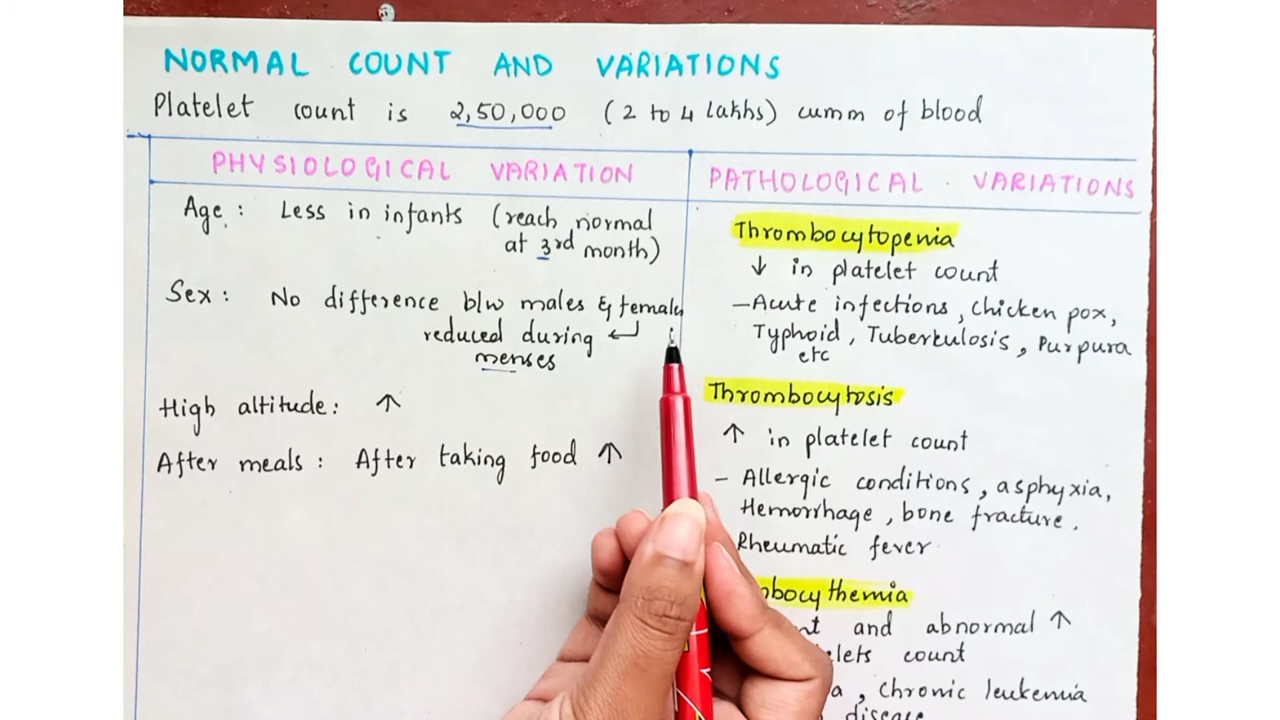 NORMAL COUNT AND VARIATIONS
Platelet count is 2,50,000 (2 to 4 lakhs) cumm of blood
PHYSIOLOGICAL VARIATION
Age: Less in infants (reach normal
at 3rd month)
Sex: No difference b/w males & females
reduced during ↵
menses
High altitude: ↑
After meals: After taking food ↑
PATHOLOGICAL VARIATIONS
Thrombocytopenia
↓ in platelet count
- Acute infections, chicken pox,
Typhoid, Tuberkulosis, Purpura
etc
Thrombocytosis
↑ in platelet count
- Allergic conditions, asphyxia,
Hemorrhage, bone fracture.
Rheumatic fever
and abnormal ↑
count
, chronic leukemia
disease